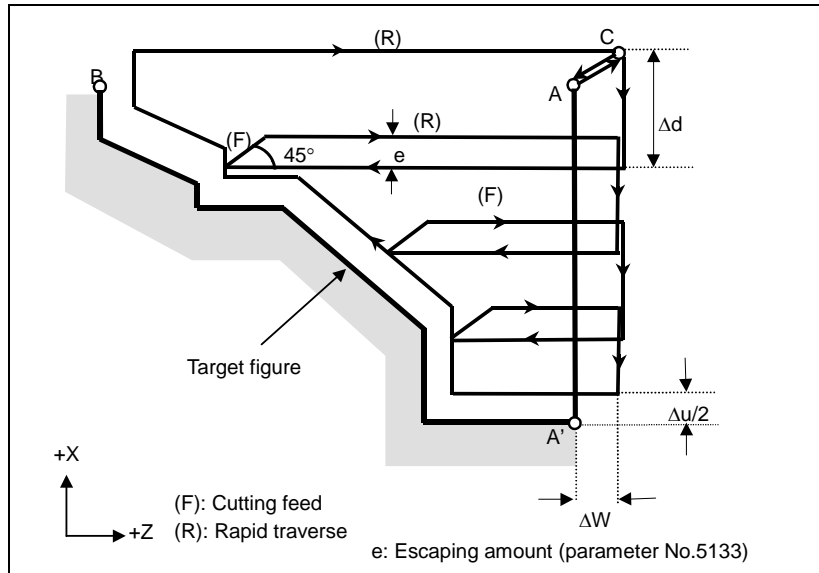 (R)
C
B
A
(R)
Δd
(F)
45°
e
(F)
Target figure
A'
Δu/2
+X
+Z
(F): Cutting feed
(R): Rapid traverse
ΔW
e: Escaping amount (parameter No.5133)